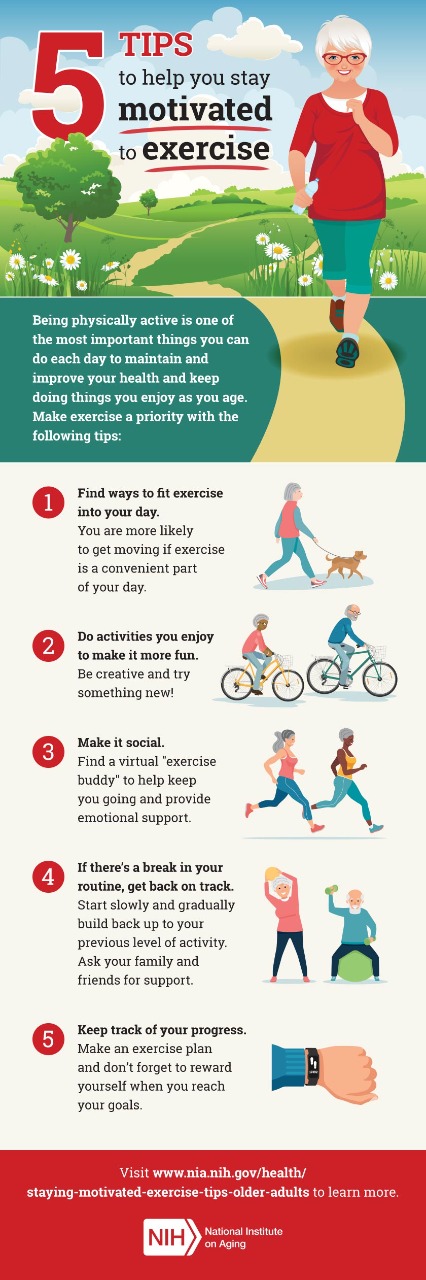 5 TIPS
to help you stay
motivated
to exercise
Being physically active is one of
the most important things you can
do each day to maintain and
improve your health and keep
doing things you enjoy as you age.
Make exercise a priority with the
following tips:
1
Find ways to fit exercise
into your day.
You are more likely
to get moving if exercise
is a convenient part
of your day.
2
Do activities you enjoy
to make it more fun.
Be creative and try
something new!
3
Make it social.
Find a virtual "exercise
buddy" to help keep
you going and provide
emotional support.
4
If there's a break in your
routine, get back on track.
Start slowly and gradually
build back up to your
previous level of activity.
Ask your family and
friends for support.
5
Keep track of your progress.
Make an exercise plan
and don't forget to reward
yourself when you reach
your goals.
Visit www.nia.nih.gov/health/
staying-motivated-exercise-tips-older-adults to learn more.
NIH National Institute
on Aging